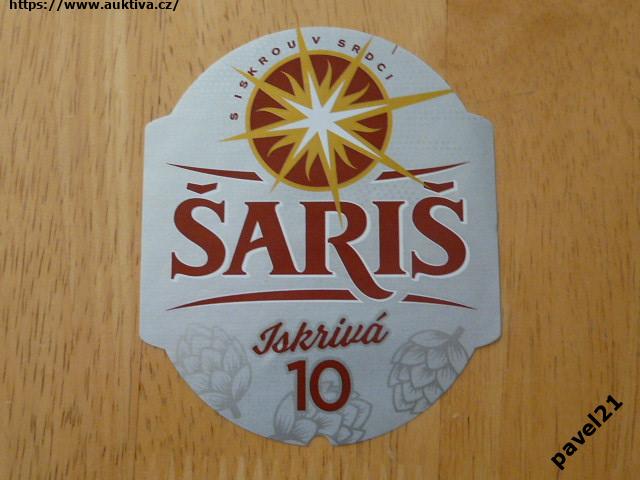 https://www.auktiva.cz/
S ISKROU V SRDCI
ŠARIŠ
Iskrivá
10
pavel21